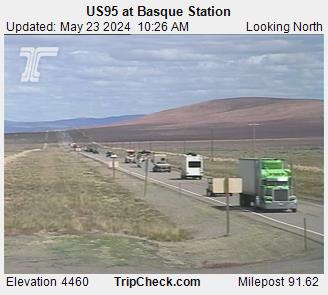 US95 at Basque Station
Updated: May 23 2024 10:26 AM Looking North
Elevation 4460 TripCheck.com Milepost 91.62